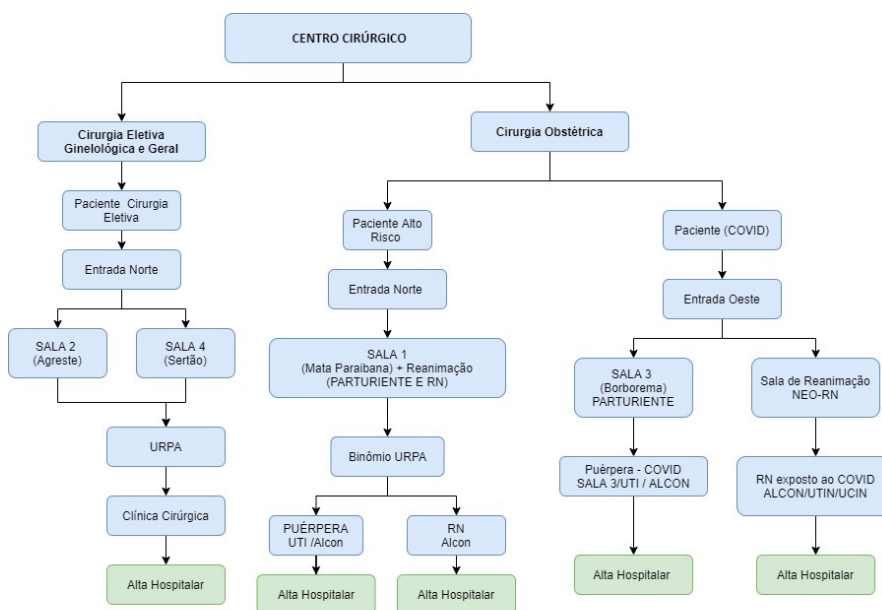 CENTRO CIRÚRGICO
Cirurgia Eletiva
Ginelológica e Geral
Cirurgia Obstétrica
Paciente Cirurgia
Eletiva
Paciente Alto
Risco
Paciente (COVID)
Entrada Norte
Entrada Norte
Entrada Oeste
SALA 2
(Agreste)
SALA 4
(Sertão)
SALA 1
(Mata Paraibana) + Reanimação
(PARTURIENTE E RN)
SALA 3
(Borborema)
PARTURIENTE
Sala de Reanimação
NEO-RN
URPA
Binômio URPA
Puérpera - COVID
SALA 3/UTI / ALCON
RN exposto ao COVID
ALCON/UTIN/UCIN
Clínica Cirúrgica
PUÉRPERA
UTI /Alcon
RN
Alcon
Alta Hospitalar
Alta Hospitalar
Alta Hospitalar
Alta Hospitalar
Alta Hospitalar